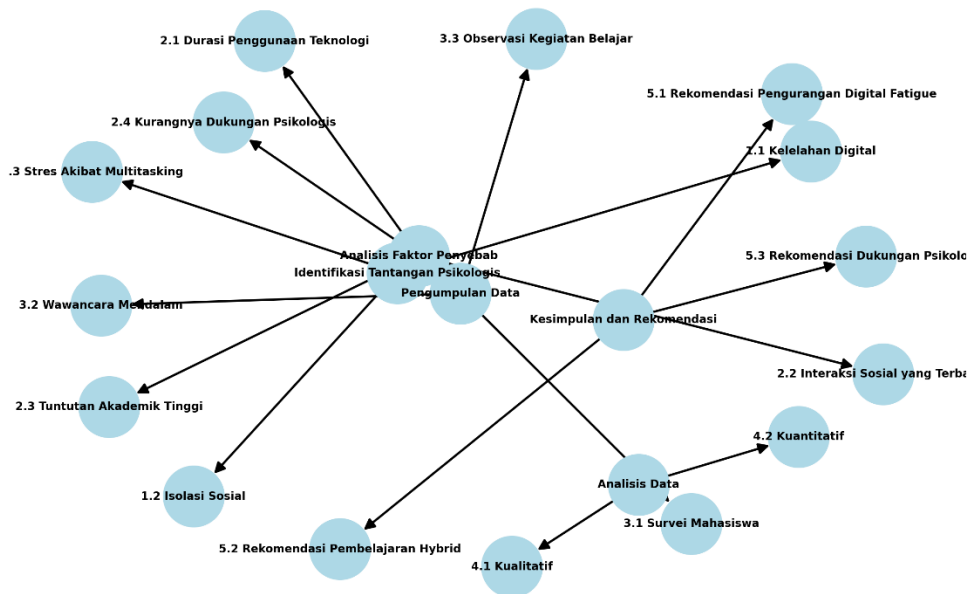 2.1 Durasi Penggunaan Teknologi
3.3 Observasi Kegiatan Belajar
5.1 Rekomendasi Pengurangan Digital Fatigue
2.4 Kurangnya Dukungan Psikologis
1.1 Kelelahan Digital
.3 Stres Akibat Multitasking
Analisis Faktor Penyebab
5.3 Rekomendasi Dukungan Psikolo
Identifikasi Tantangan Psikologis
Pengumpulan Data
3.2 Wawancara Mendalam
Kesimpulan dan Rekomendasi
2.2 Interaksi Sosial yang Terba
2.3 Tuntutan Akademik Tinggi
4.2 Kuantitatif
Analisis Data
1.2 Isolasi Sosial
3.1 Survei Mahasiswa
5.2 Rekomendasi Pembelajaran Hybrid
4.1 Kualitatif